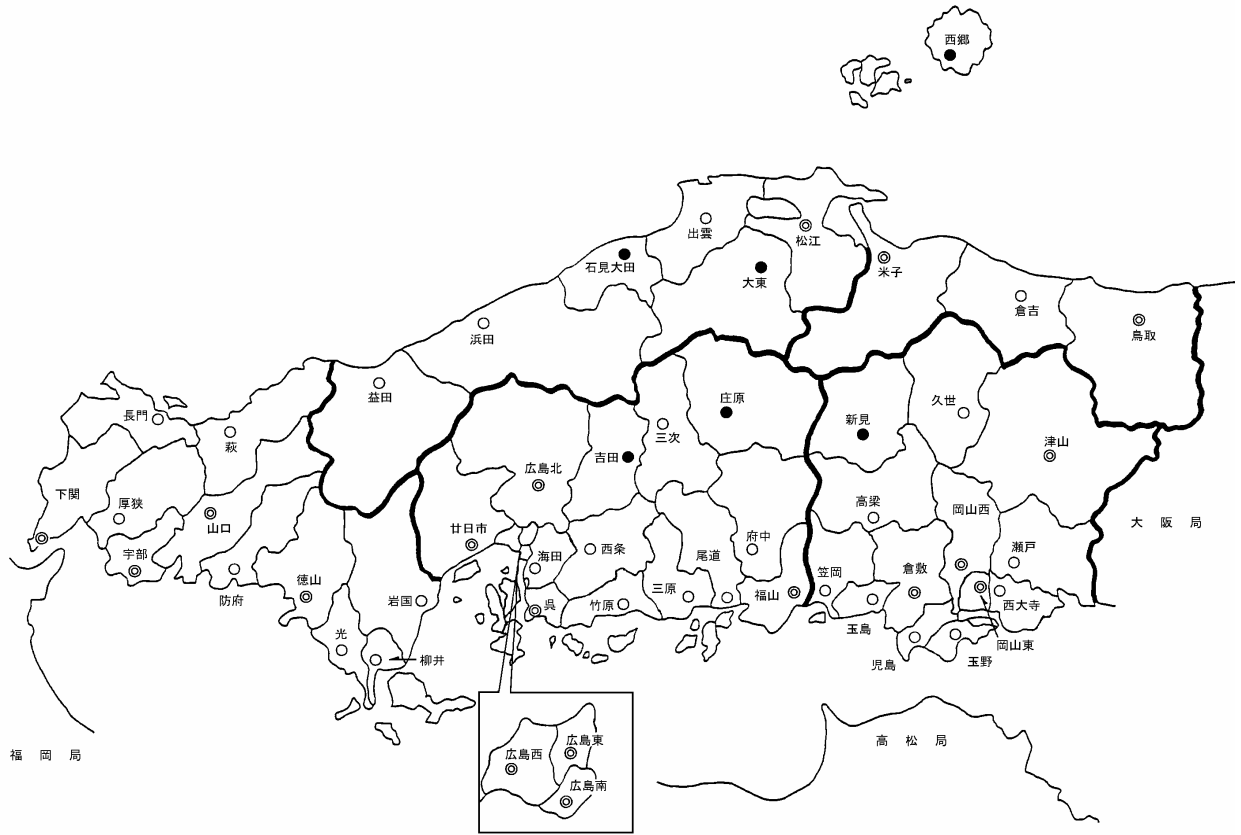 西郷
出雲
松江
石見大田
大東
米子
倉吉
鳥取
浜田
益田
庄原
新見
久世
長門
萩
三次
津山
吉田
広島北
下関
厚狭
高梁
岡山西
山口
廿日市
大阪局
宇部
海田
西条
尾道
府中
瀬戸
徳山
笠岡
倉敷
防府
岩国
呉
竹原
三原
福山
西大寺
玉島
光
柳井
児島
玉野
岡山東
広島東
広島西
広島南
福岡局
高松局